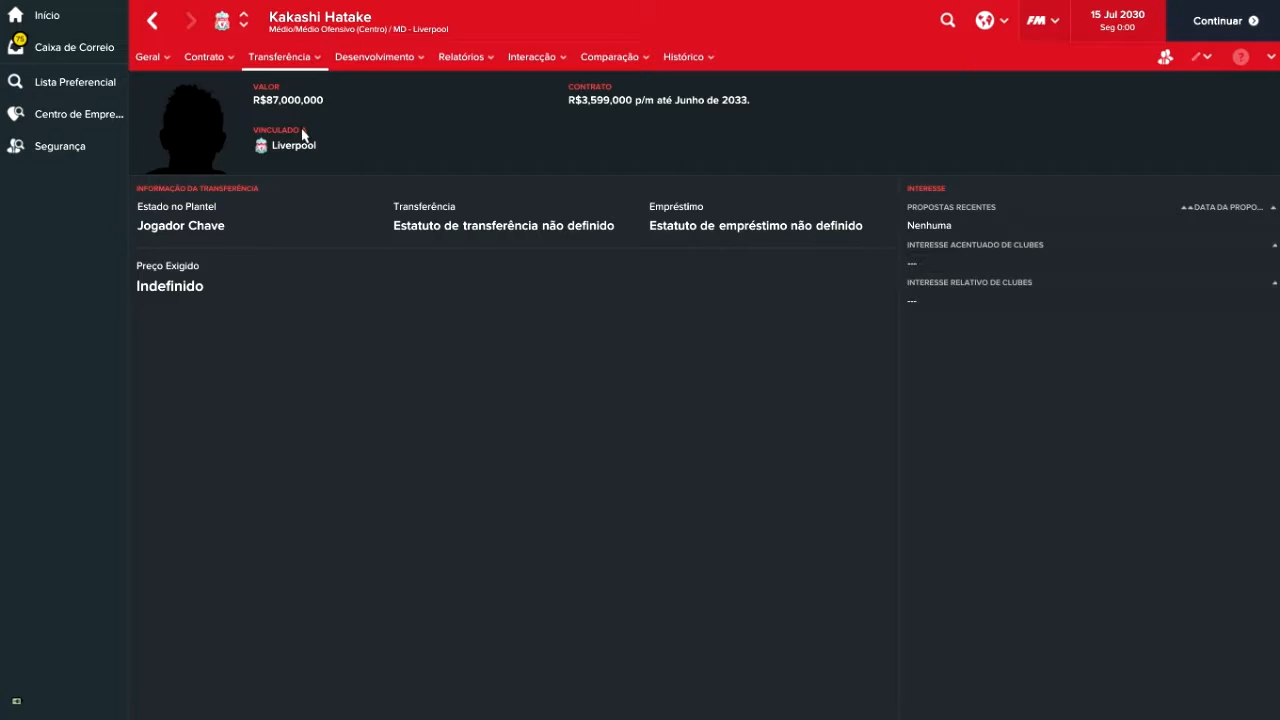 Início
75
Caixa de Correio
Lista Preferencial
Centro de Empre...
Segurança
Kakashi Hatake
Médio/Médio Ofensivo (Centro) / MD - Liverpool
FM
15 Jul 2030
Seg 0:00
Continuar
Geral
Contrato
Transferência
Desenvolvimento
Relatórios
Interacção
Comparação
Histórico
VALOR
R$87,000,000
CONTRATO
R$3,599,000 p/m até Junho de 2033.
VINCULADO
Liverpool
INFORMAÇÃO DA TRANSFERÊNCIA
Estado no Plantel
Jogador Chave
Transferência
Estatuto de transferência não definido
Empréstimo
Estatuto de empréstimo não definido
Preço Exigido
Indefinido
INTERESSE
PROPOSTAS RECENTES
DATA DA PROPO...
Nenhuma
INTERESSE ACENTUADO DE CLUBES
---
INTERESSE RELATIVO DE CLUBES
---